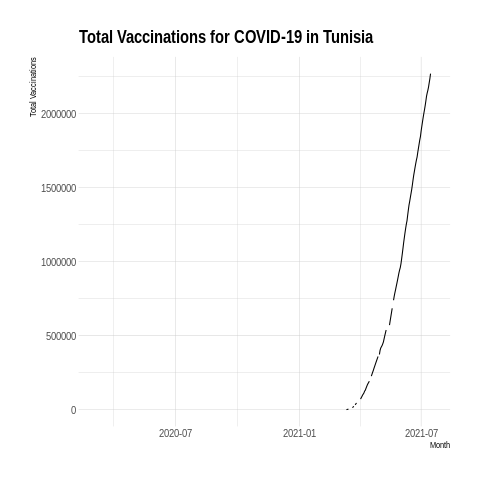 Total Vaccinations for COVID-19 in Tunisia
Total Vaccinations
2000000
1500000
1000000
500000
0
2020-07
2021-01
2021-07
Month